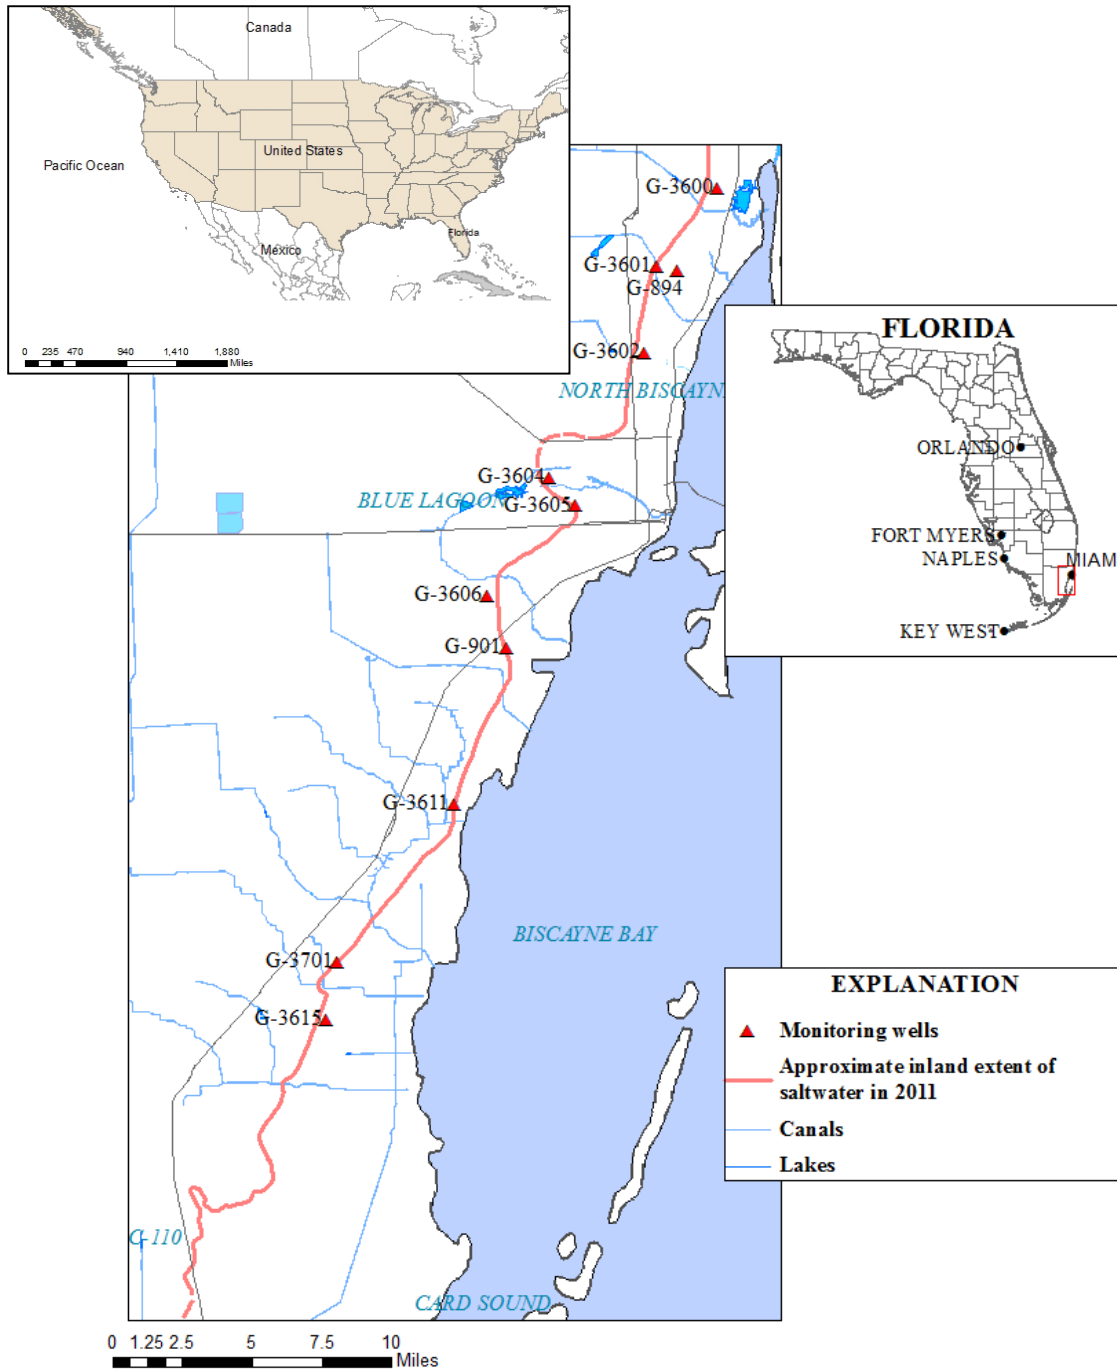 Canada
Pacific Ocean
United States
Florida
Mexico
0 235 470 940 1,410 1,880
Miles
G-3600
G-3601
G-894
G-3602
NORTH BISCAYN
G-3604
BLUE LAGOON
G-3605
G-3606
G-901
G-3611
BISCAYNE BAY
G-3701
G-3615
C-110
CARD SOUND
0 1.25 2.5 5 7.5 10
Miles
FLORIDA
ORLANDO
FORT MYERS
NAPLES
MIAM
KEY WEST
EXPLANATION
Monitoring wells
Approximate inland extent of
saltwater in 2011
Canals
Lakes